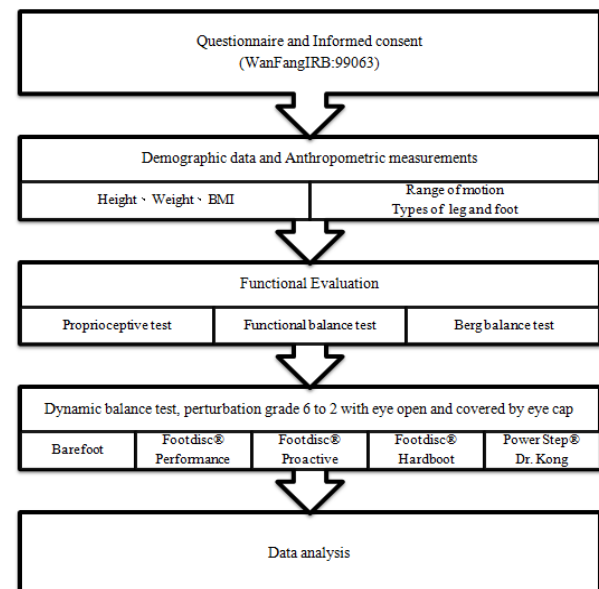 Questionnaire and Informed consent
(WanFangIRB:99063)
Demographic data and Anthropometric measurements
Height、Weight、BMI
Range of motion
Types of leg and foot
Functional Evaluation
Proprioceptive test
Functional balance test
Berg balance test
Dynamic balance test, perturbation grade 6 to 2 with eye open and covered by eye cap
Barefoot
Footdisc®
Performance
Footdisc®
Proactive
Footdisc®
Hardboot
Power Step®
Dr. Kong
Data analysis